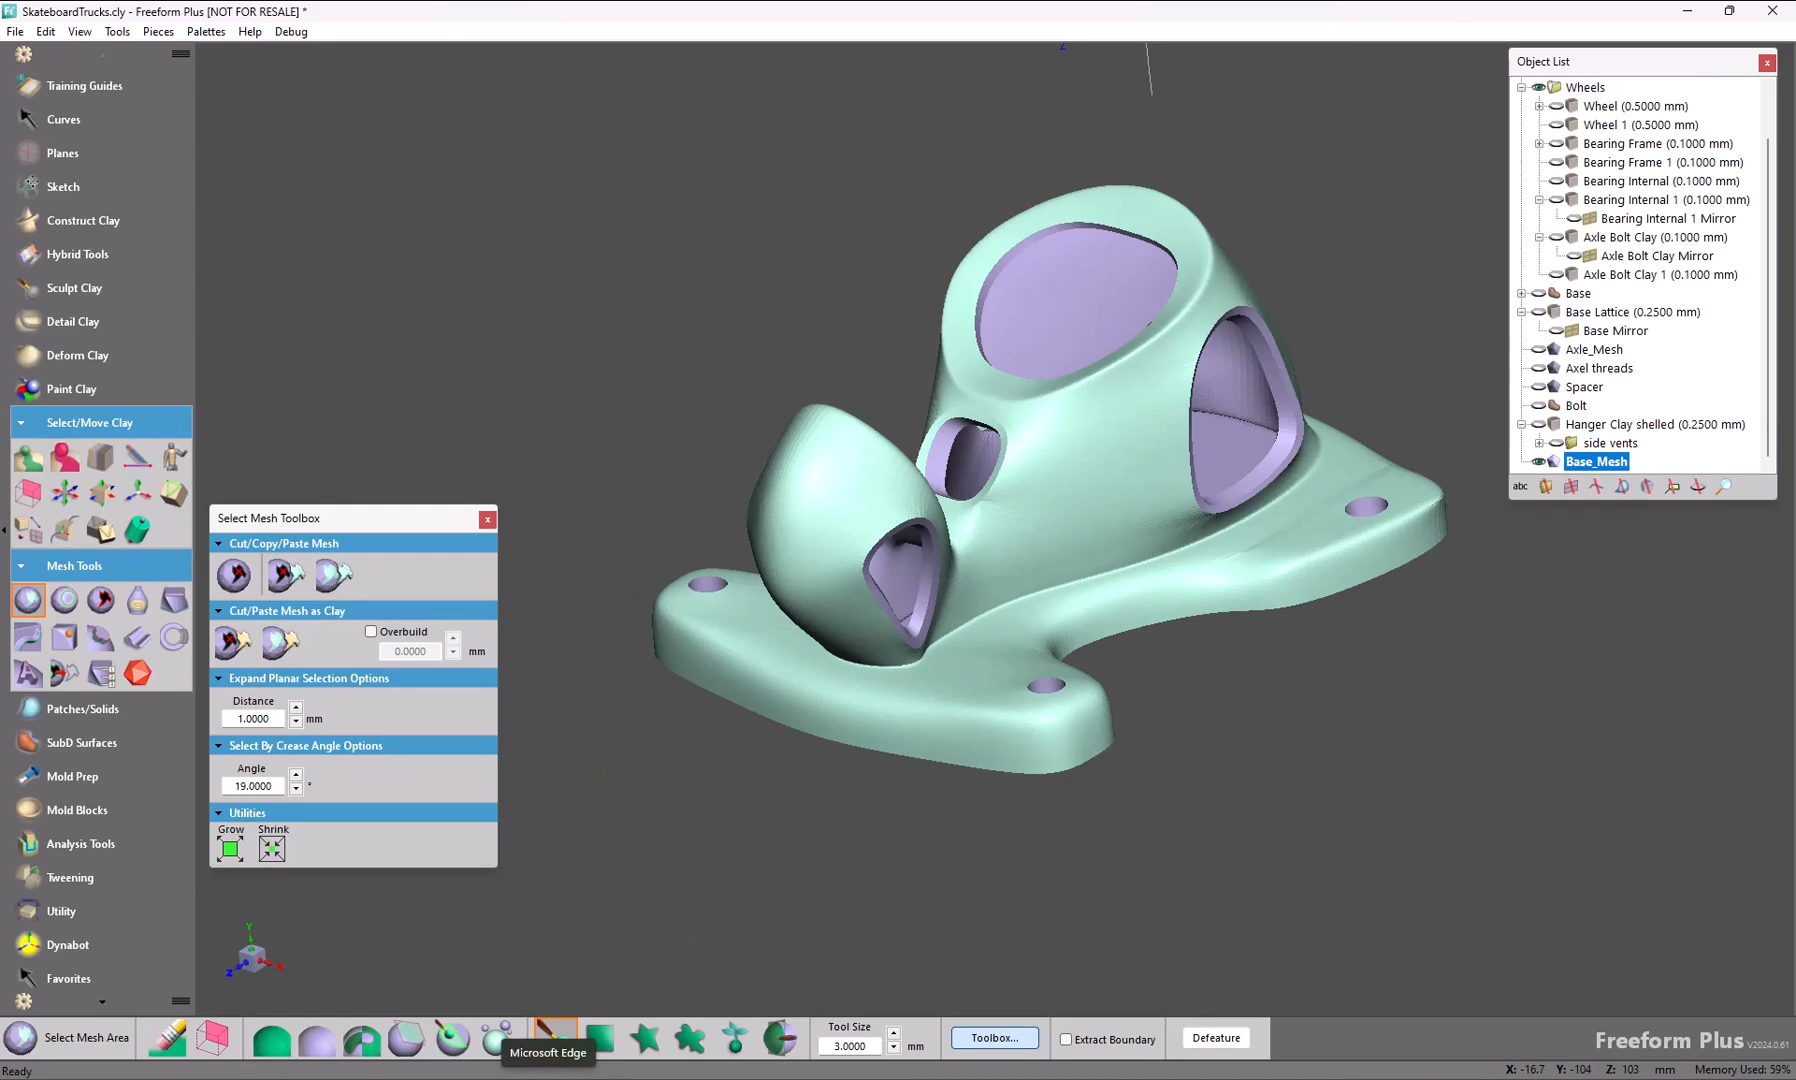 SkateboardTrucks.cly - Freeform Plus [NOT FOR RESALE] *
File Edit View Tools Pieces Palettes Help Debug
Training Guides
Curves
Planes
Sketch
Construct Clay
Hybrid Tools
Sculpt Clay
Detail Clay
Deform Clay
Paint Clay
Select/Move Clay
Mesh Tools
Patches/Solids
SubD Surfaces
Mold Prep
Mold Blocks
Analysis Tools
Tweening
Utility
Dynabot
Favorites
Select Mesh Toolbox
Cut/Copy/Paste Mesh
Cut/Paste Mesh as Clay
Overbuild
0.0000 mm
Expand Planar Selection Options
Distance
1.0000 mm
Select By Crease Angle Options
Angle
19.0000 °
Utilities
Grow Shrink
Z
Y
Z X
Object List
Wheels
Wheel (0.5000 mm)
Wheel 1 (0.5000 mm)
Bearing Frame (0.1000 mm)
Bearing Frame 1 (0.1000 mm)
Bearing Internal (0.1000 mm)
Bearing Internal 1 (0.1000 mm)
Bearing Internal 1 Mirror
Axle Bolt Clay (0.1000 mm)
Axle Bolt Clay Mirror
Axle Bolt Clay 1 (0.1000 mm)
Base
Base Lattice (0.2500 mm)
Base Mirror
Axle_Mesh
Axel threads
Spacer
Bolt
Hanger Clay shelled (0.2500 mm)
side vents
Base_Mesh
abc
Select Mesh Area
Microsoft Edge
Tool Size
3.0000 mm
Toolbox...
Extract Boundary
Defeature
Freeform Plus V2024.0.61
Ready
X: -16.7 Y: -104 Z: 103 mm Memory Used: 59%